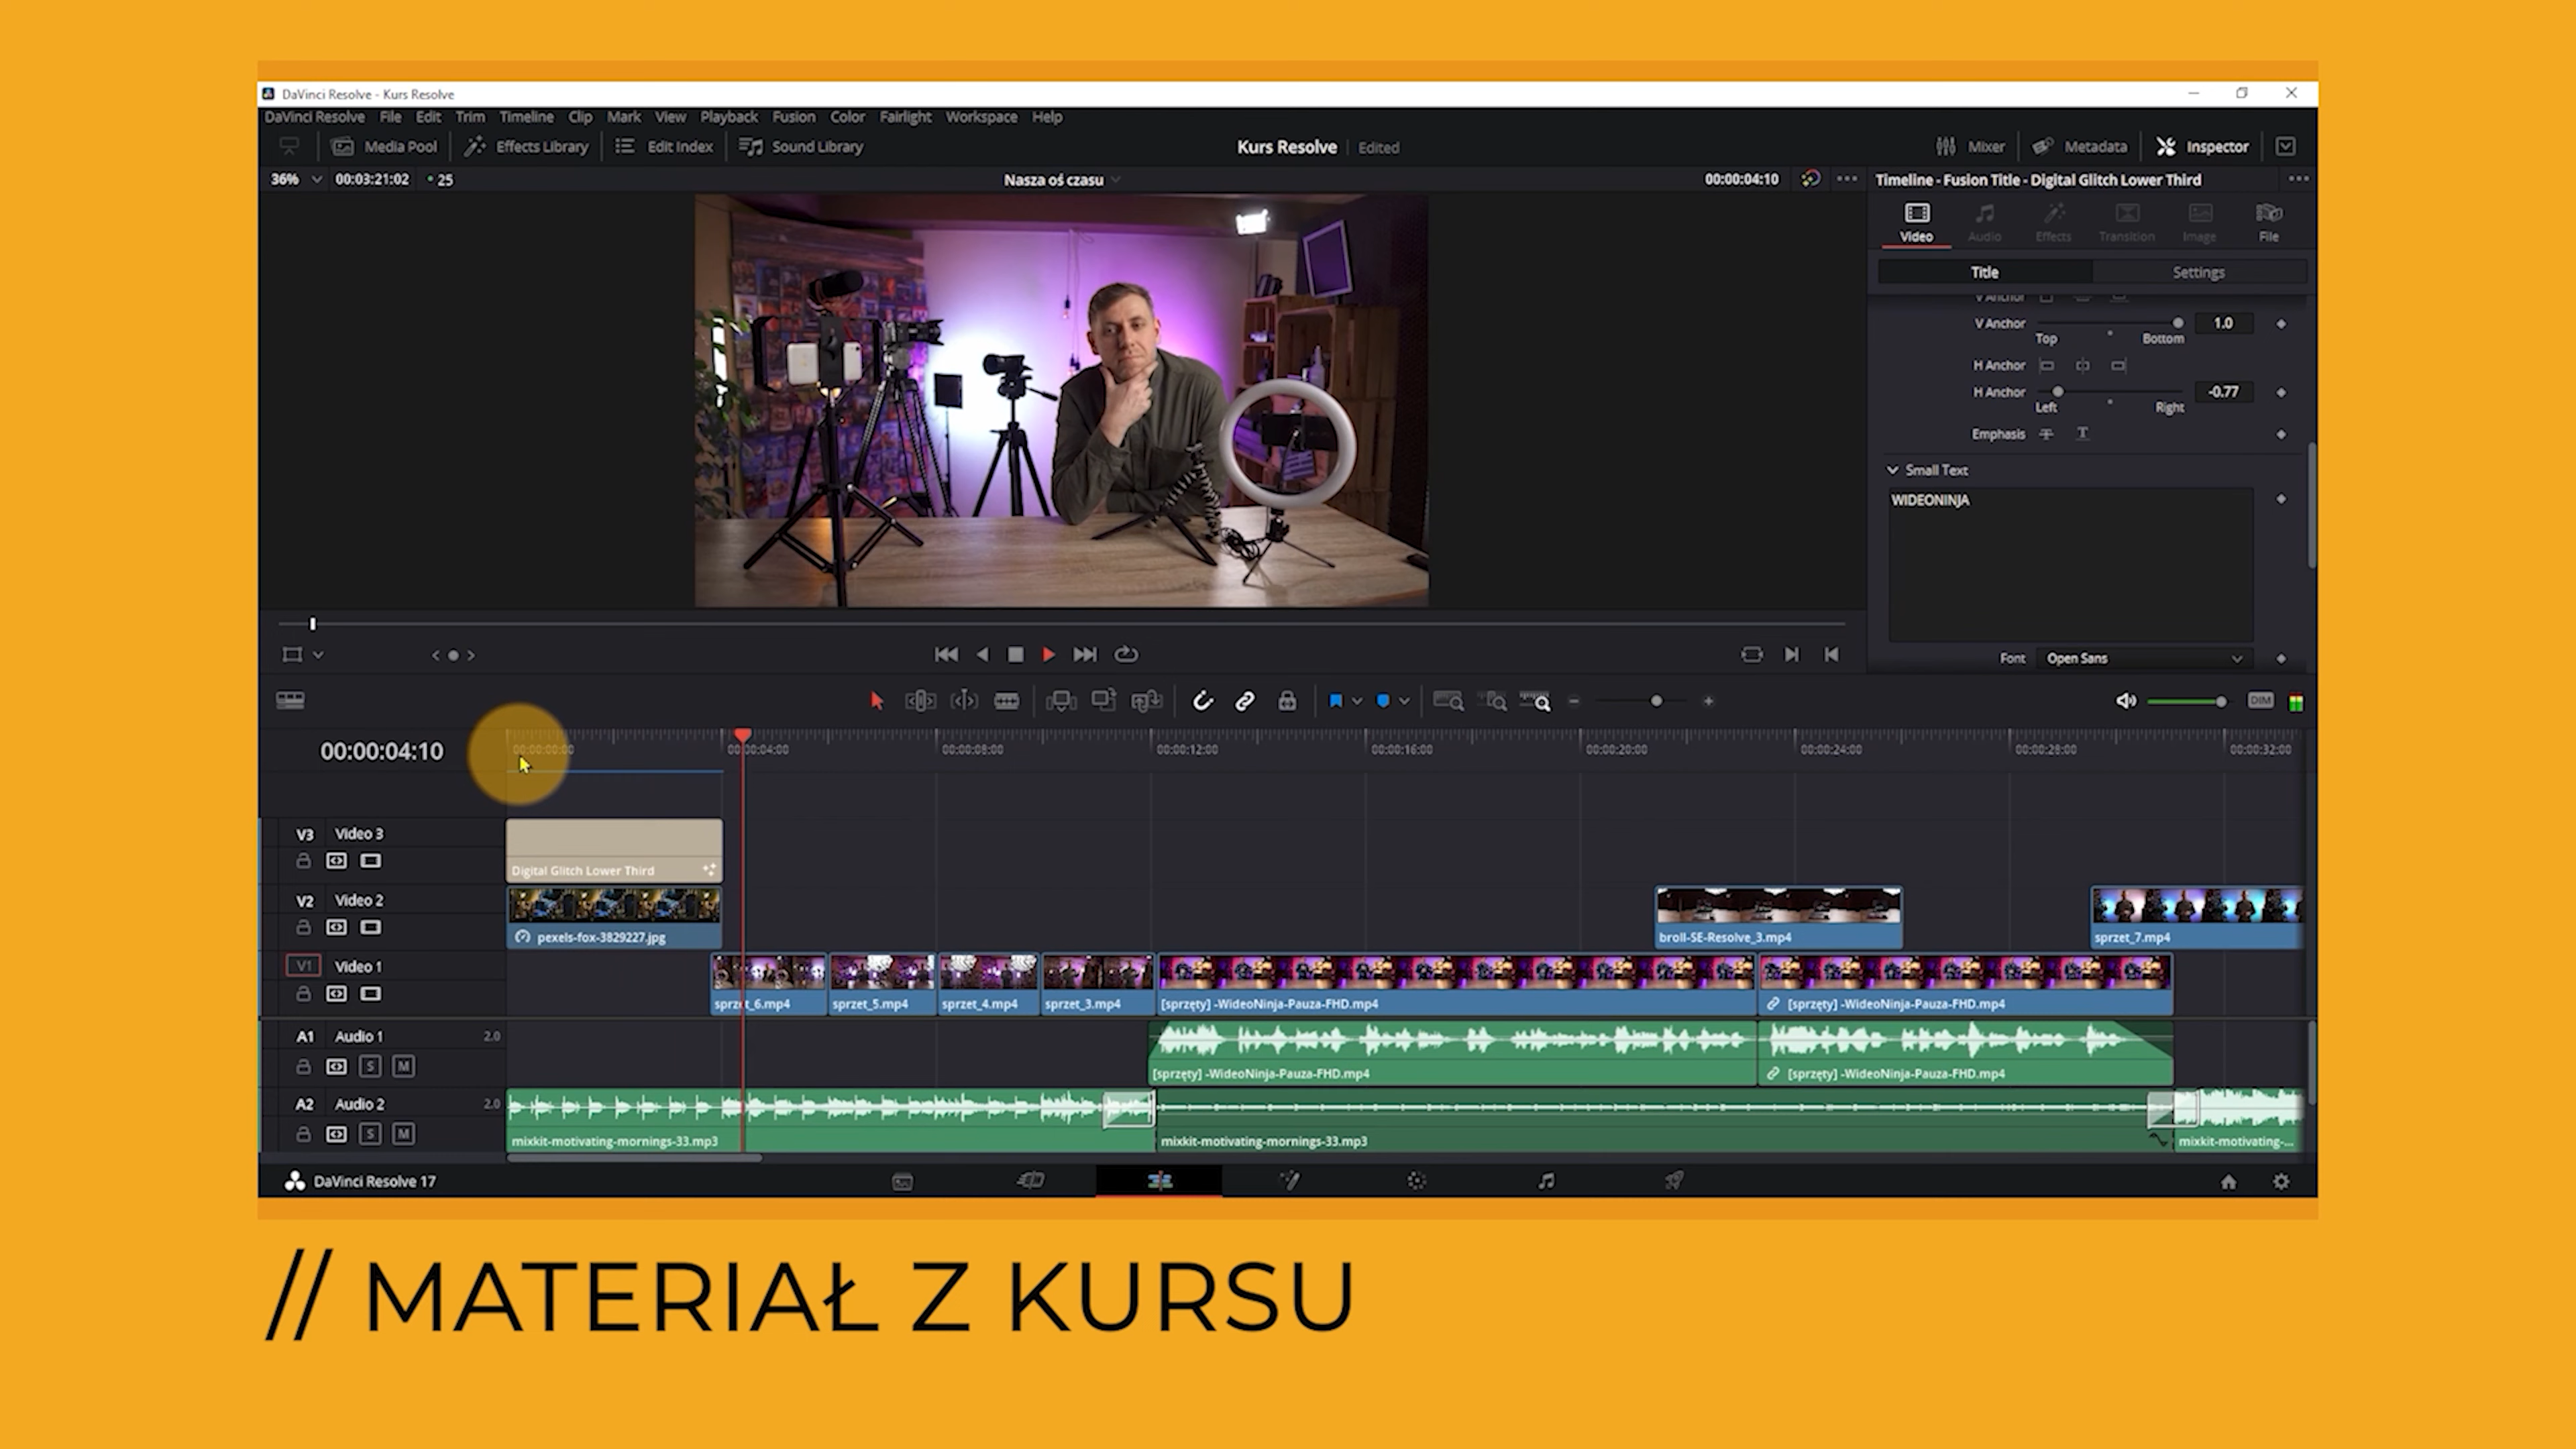 DaVinci Resolve - Kurs Resolve
DaVinci Resolve File Edit Trim Timeline Clip Mark View Playback Fusion Color Fairlight Workspace Help
Media Pool Effects Library Edit Index Sound Library Kurs Resolve Edited Mixer Metadata Inspector
36% 00:03:21:02 25 Nasza oś czasu 00:00:04:10 Timeline - Fusion Title - Digital Glitch Lower Third
Video Audio Effects Transition Image File
Title Settings
V Anchor
V Anchor 1.0
Top Bottom
H Anchor
H Anchor -0.77
Left Right
Emphasis
Small Text
WIDEONINJA
Font Open Sans
DIM
00:00:04:10 00:00:00:00 00:00:04:00 00:00:08:00 00:00:12:00 00:00:16:00 00:00:20:00 00:00:24:00 00:00:28:00 00:00:32:00
V3 Video 3
Digital Glitch Lower Third
V2 Video 2
pexels-fox-3829227.jpg broll-SE-Resolve_3.mp4 sprzet_7.mp4
V1 Video 1
sprzet_6.mp4 sprzet_5.mp4 sprzet_4.mp4 sprzet_3.mp4 [sprzęty] -WideoNinja-Pauza-FHD.mp4 [sprzęty] -WideoNinja-Pauza-FHD.mp4
A1 Audio 1 2.0
S M
[sprzęty] -WideoNinja-Pauza-FHD.mp4 [sprzęty] -WideoNinja-Pauza-FHD.mp4
A2 Audio 2 2.0
S M
mixkit-motivating-mornings-33.mp3 mixkit-motivating-mornings-33.mp3 mixkit-motivating-...
DaVinci Resolve 17
// MATERIAŁ Z KURSU